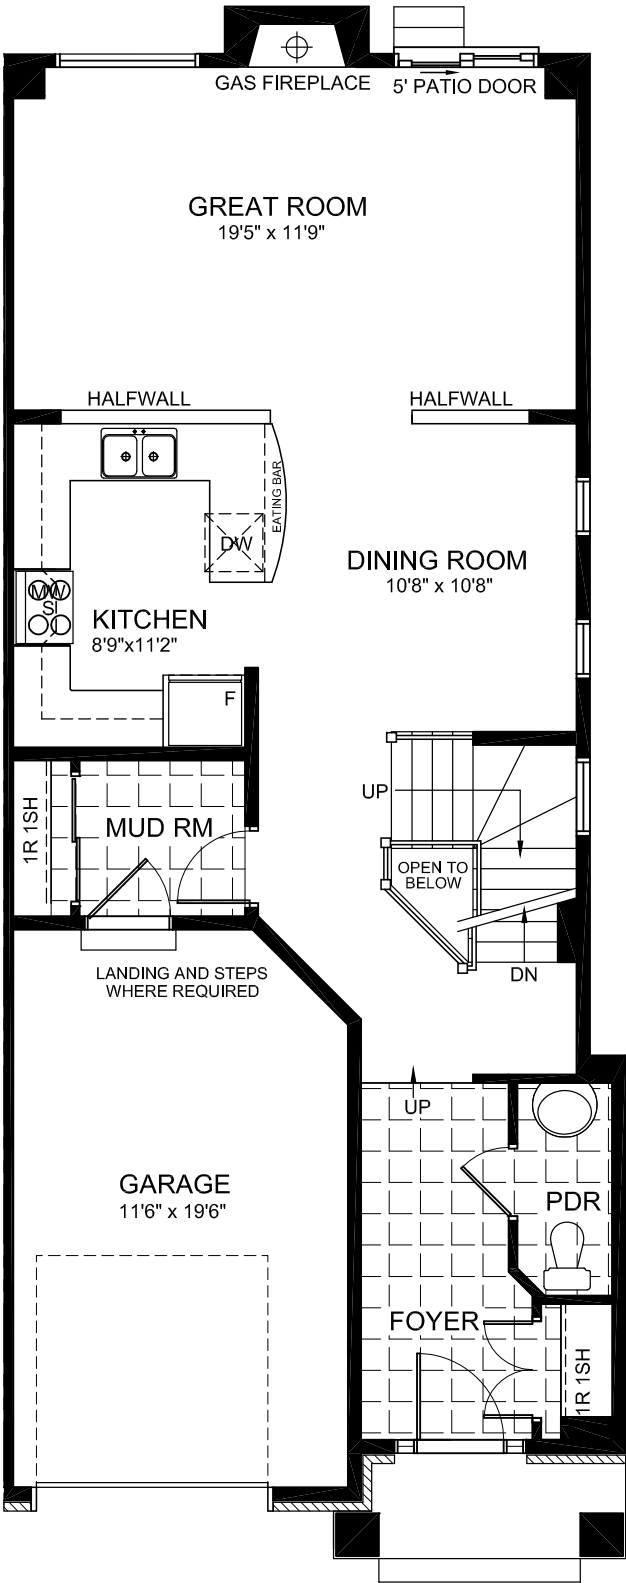 GAS FIREPLACE
5' PATIO DOOR
GREAT ROOM
19'5" x 11'9"
HALFWALL
HALFWALL
EATING BAR
DW
DINING ROOM
10'8" x 10'8"
MW
SI
KITCHEN
8'9"x11'2"
F
UP
1R 1SH
MUD RM
OPEN TO
BELOW
LANDING AND STEPS
WHERE REQUIRED
DN
UP
GARAGE
11'6" x 19'6"
PDR
FOYER
1R 1SH